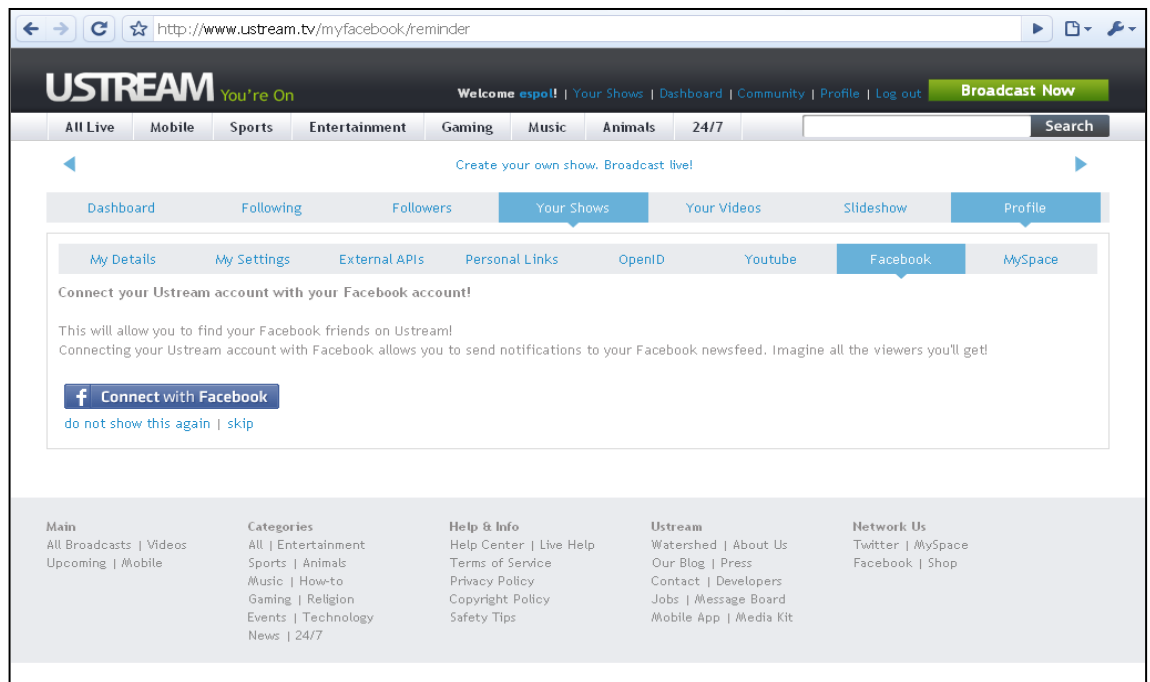 http://www.ustream.tv/myfacebook/reminder
USTREAM You're On
Welcome espol! | Your Shows | Dashboard | Community | Profile | Log out Broadcast Now
All Live Mobile Sports Entertainment Gaming Music Animals 24/7 Search
Create your own show. Broadcast live!
Dashboard Following Followers Your Shows Your Videos Slideshow Profile
My Details My Settings External APIs Personal Links OpenID Youtube Facebook MySpace
Connect your Ustream account with your Facebook account!
This will allow you to find your Facebook friends on Ustream!
Connecting your Ustream account with Facebook allows you to send notifications to your Facebook newsfeed. Imagine all the viewers you'll get!
f Connect with Facebook
do not show this again | skip
Main
All Broadcasts | Videos
Upcoming | Mobile
Categories
All | Entertainment
Sports | Animals
Music | How-to
Gaming | Religion
Events | Technology
News | 24/7
Help & Info
Help Center | Live Help
Terms of Service
Privacy Policy
Copyright Policy
Safety Tips
Ustream
Watershed | About Us
Our Blog | Press
Contact | Developers
Jobs | Message Board
Mobile App | Media Kit
Network Us
Twitter | MySpace
Facebook | Shop